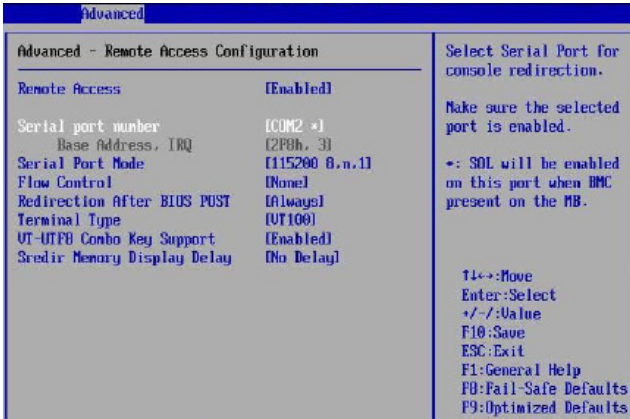 Advanced
Advanced - Remote Access Configuration
Remote Access [Enabled]
Serial port number [COM2 *]
Base Address, IRQ [2F8h, 3]
Serial Port Mode [115200 8,n,1]
Flow Control [None]
Redirection After BIOS POST [Always]
Terminal Type [VT100]
VT-UTF8 Combo Key Support [Enabled]
Sredir Memory Display Delay [No Delay]
Select Serial Port for
console redirection.
Make sure the selected
port is enabled.
*: SOL will be enabled
on this port when BMC
present on the MB.
↑↓←→:Move
Enter:Select
+/-/:Value
F10:Save
ESC:Exit
F1:General Help
F8:Fail-Safe Defaults
F9:Optimized Defaults